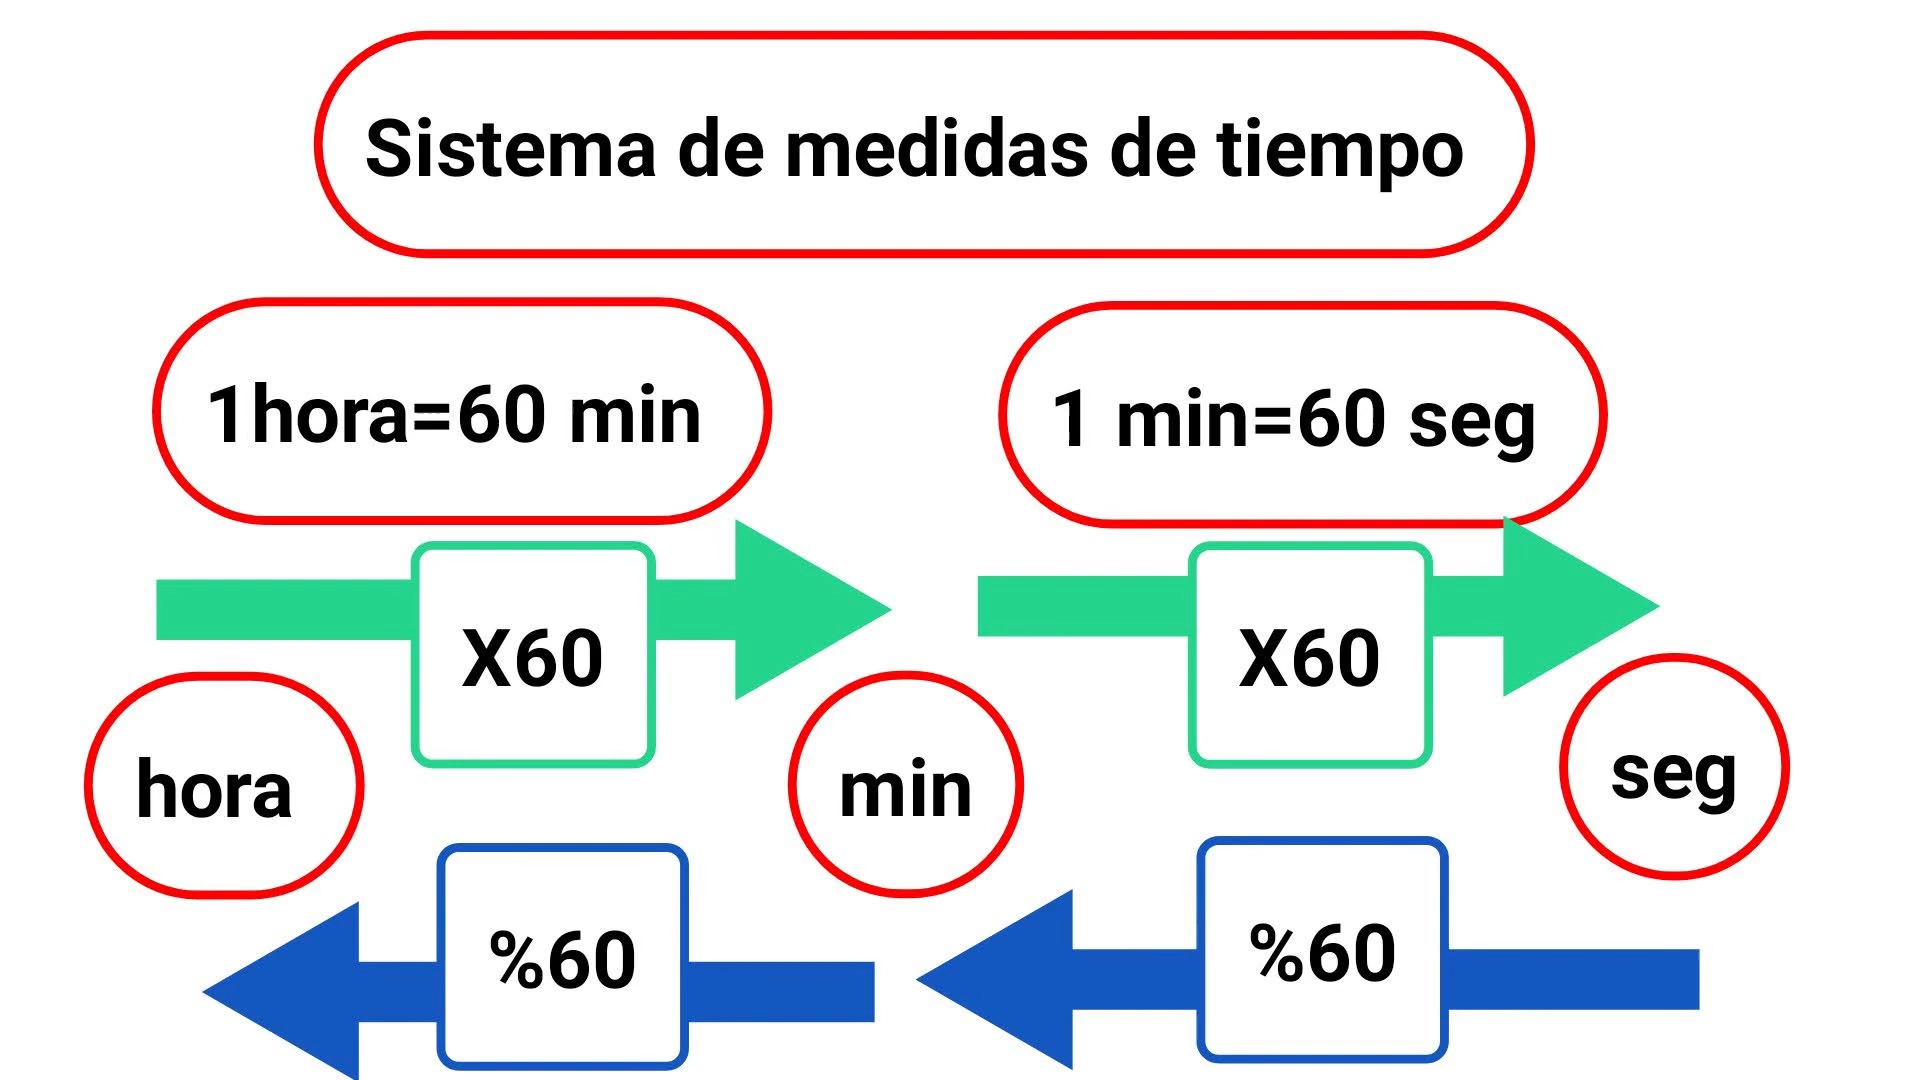 Sistema de medidas de tiempo
1hora=60 min
1 min=60 seg
X60
X60
hora
min
seg
%60
%60